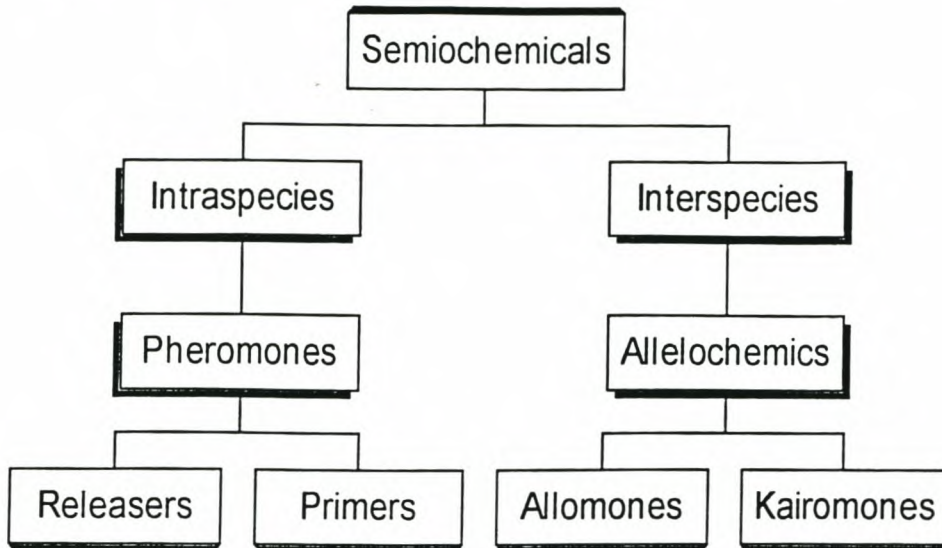 Semiochemicals
Intraspecies
Interspecies
Pheromones
Allelochemics
Releasers
Primers
Allomones
Kairomones